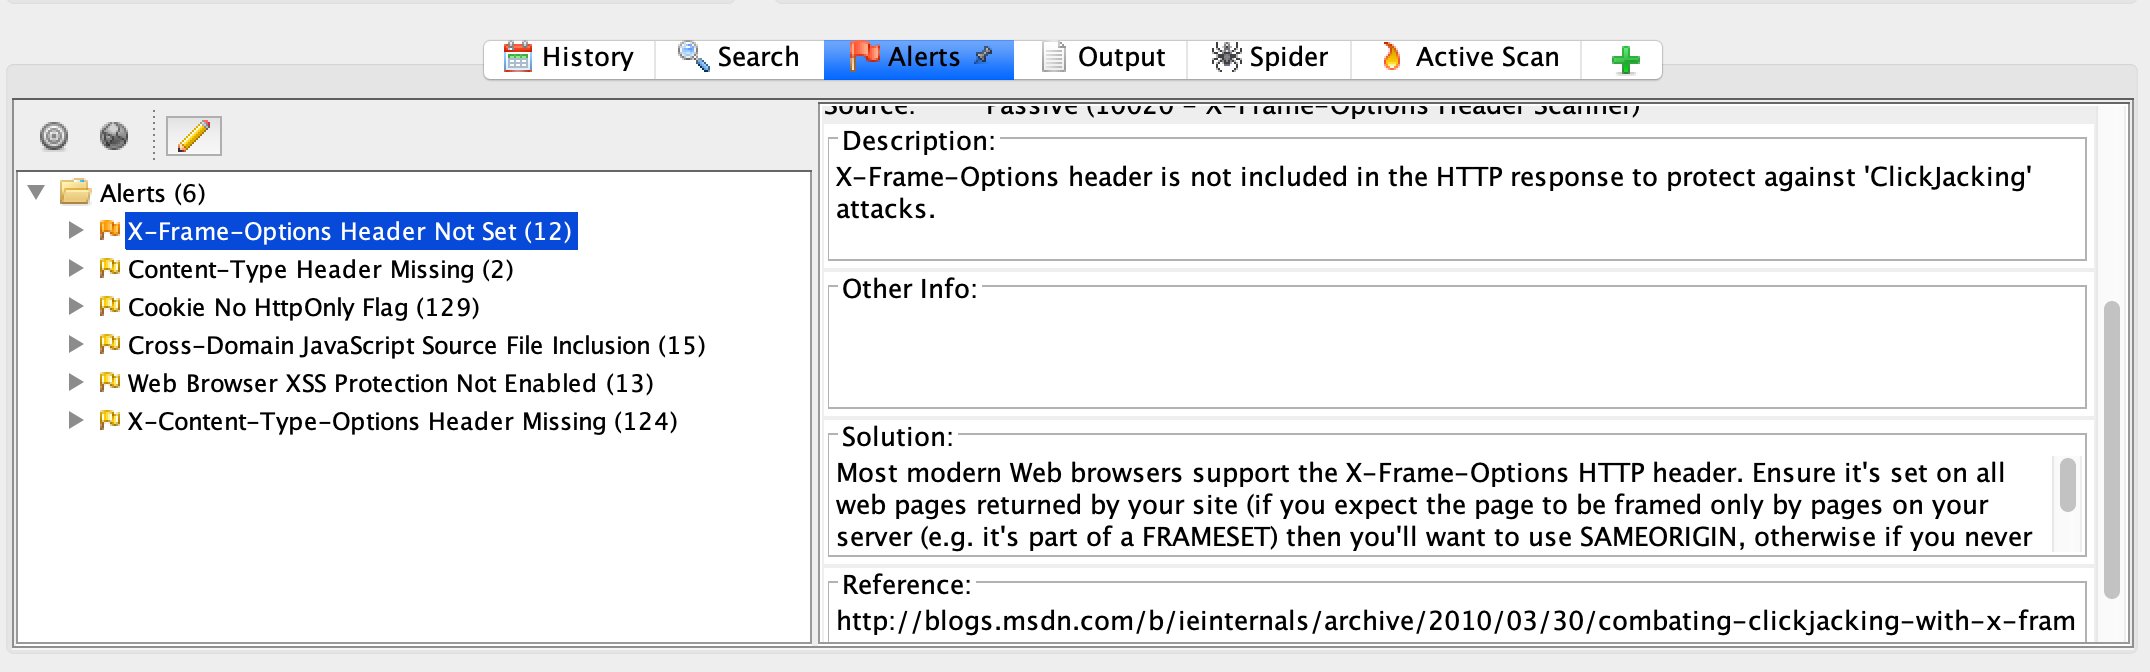 History
Search
Alerts
Output
Spider
Active Scan
Source: Passive (10020 - X-Frame-Options Header Scanner)
Alerts (6)
X-Frame-Options Header Not Set (12)
Content-Type Header Missing (2)
Cookie No HttpOnly Flag (129)
Cross-Domain JavaScript Source File Inclusion (15)
Web Browser XSS Protection Not Enabled (13)
X-Content-Type-Options Header Missing (124)
Description:
X-Frame-Options header is not included in the HTTP response to protect against 'ClickJacking'
attacks.
Other Info:
Solution:
Most modern Web browsers support the X-Frame-Options HTTP header. Ensure it's set on all
web pages returned by your site (if you expect the page to be framed only by pages on your
server (e.g. it's part of a FRAMESET) then you'll want to use SAMEORIGIN, otherwise if you never
Reference:
http://blogs.msdn.com/b/ieinternals/archive/2010/03/30/combating-clickjacking-with-x-fram